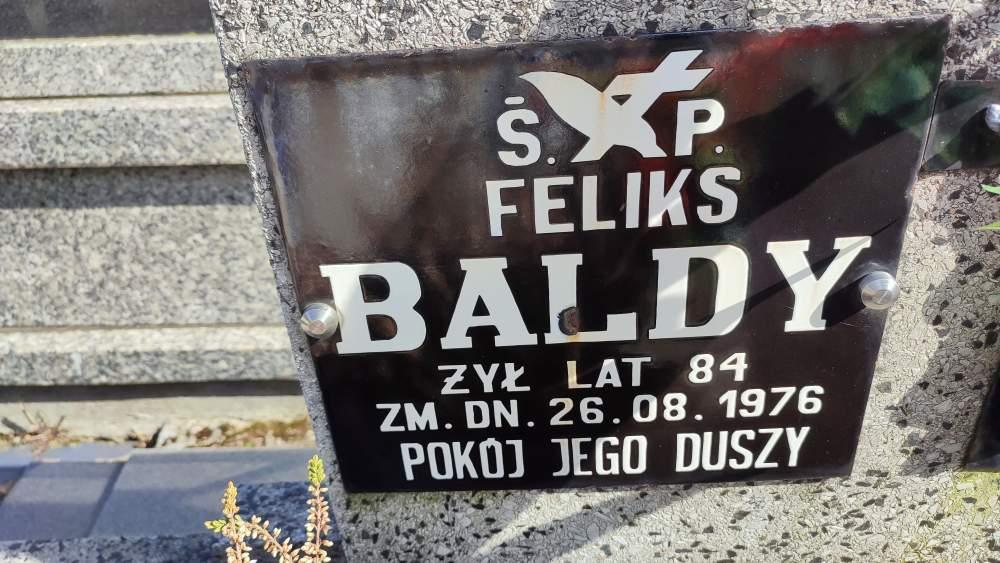 Ś. P.
FELIKS
BALDY
ŻYŁ LAT 84
ZM. DN. 26.08.1976
POKÓJ JEGO DUSZY